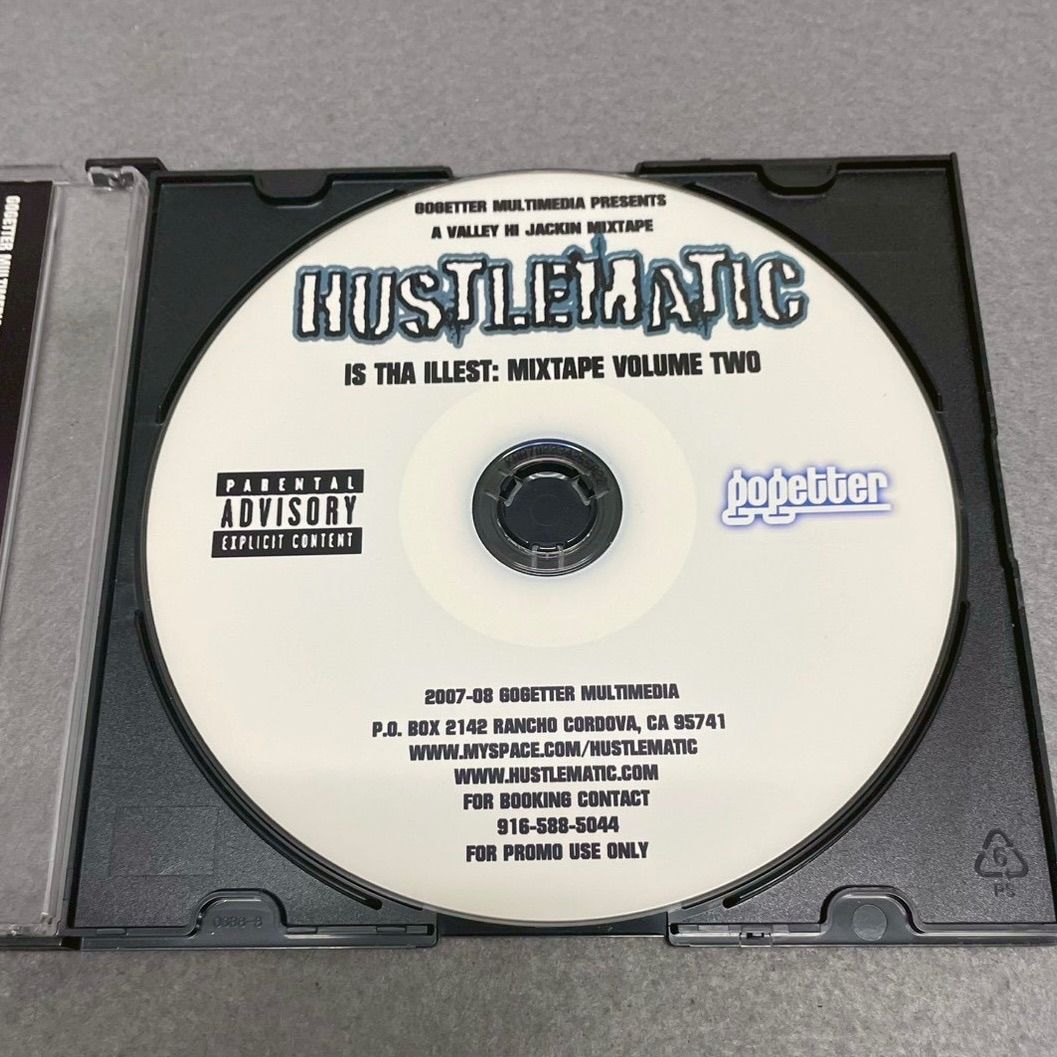 GOGETTER MULTIMEDIA PRESENTS
A VALLEY HI JACKIN MIXTAPE
HUSTLEMATIC
IS THA ILLEST: MIXTAPE VOLUME TWO
PARENTAL
ADVISORY
EXPLICIT CONTENT
gogetter
2007-08 GOGETTER MULTIMEDIA
P.O. BOX 2142 RANCHO CORDOVA, CA 95741
WWW.MYSPACE.COM/HUSTLEMATIC
WWW.HUSTLEMATIC.COM
FOR BOOKING CONTACT
916-588-5044
FOR PROMO USE ONLY
GOGETTER
6
PS